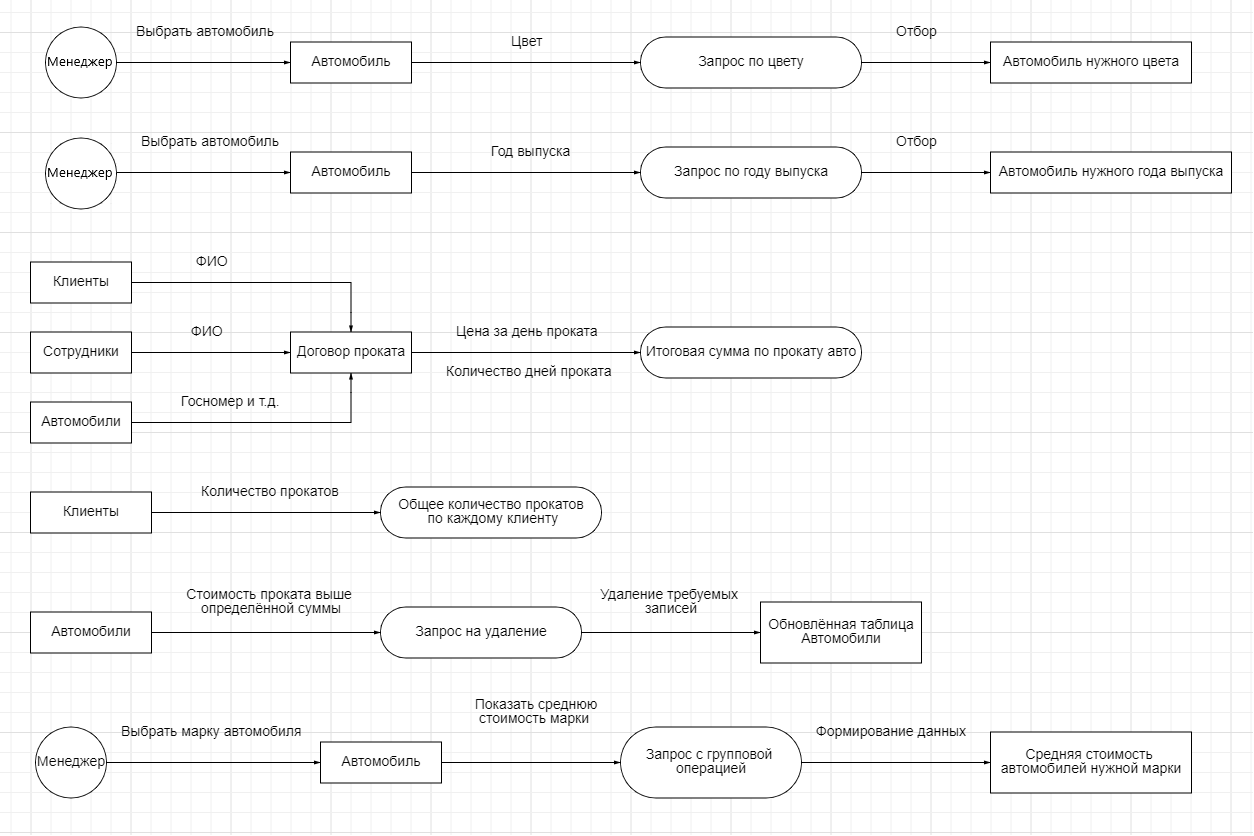 Выбрать автомобиль
Менеджер
Автомобиль
Цвет
Запрос по цвету
Отбор
Автомобиль нужного цвета
Выбрать автомобиль
Менеджер
Автомобиль
Год выпуска
Запрос по году выпуска
Отбор
Автомобиль нужного года выпуска
Клиенты
ФИО
Сотрудники
ФИО
Договор проката
Цена за день проката
Количество дней проката
Итоговая сумма по прокату авто
Автомобили
Госномер и т.д.
Клиенты
Количество прокатов
Общее количество прокатов
по каждому клиенту
Автомобили
Стоимость проката выше
определённой суммы
Запрос на удаление
Удаление требуемых
записей
Обновлённая таблица
Автомобили
Менеджер
Выбрать марку автомобиля
Автомобиль
Показать среднюю
стоимость марки
Запрос с групповой
операцией
Формирование данных
Средняя стоимость
автомобилей нужной марки